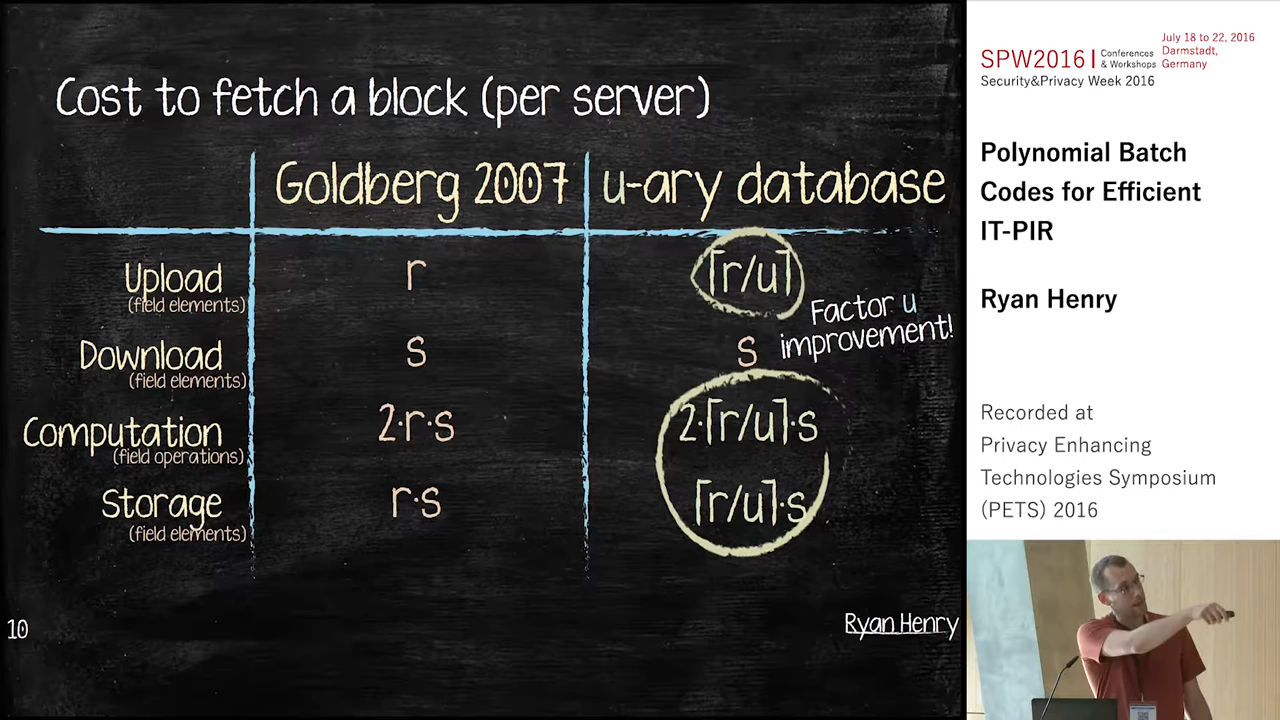 Cost to fetch a block (per server)
Goldberg 2007
u-ary database
Upload
(field elements)
r
⌈r/u⌉
Factor u
improvement!
Download
(field elements)
s
s
Computation
(field operations)
2·r·s
2·⌈r/u⌉·s
Storage
(field elements)
r·s
⌈r/u⌉·s
10
Ryan Henry
SPW2016 | Conferences
& Workshops
July 18 to 22, 2016
Darmstadt,
Germany
Security&Privacy Week 2016
Polynomial Batch
Codes for Efficient
IT-PIR
Ryan Henry
Recorded at
Privacy Enhancing
Technologies Symposium
(PETS) 2016